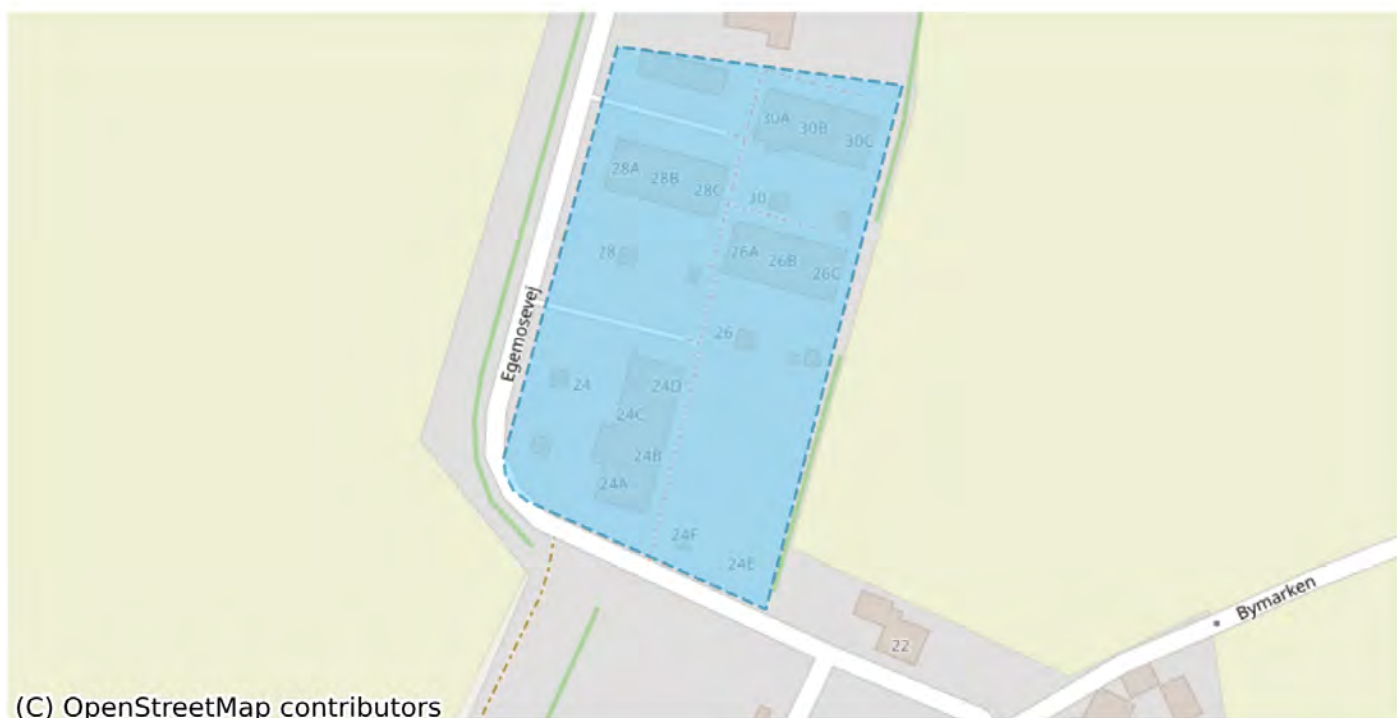 30A 30B 30C
28A 28B 28C
30
28
26A 26B 26C
Egemosevej
26
24
24D
24C
24B
24A
24F
24E
Bymarken
22
(C) OpenStreetMap contributors